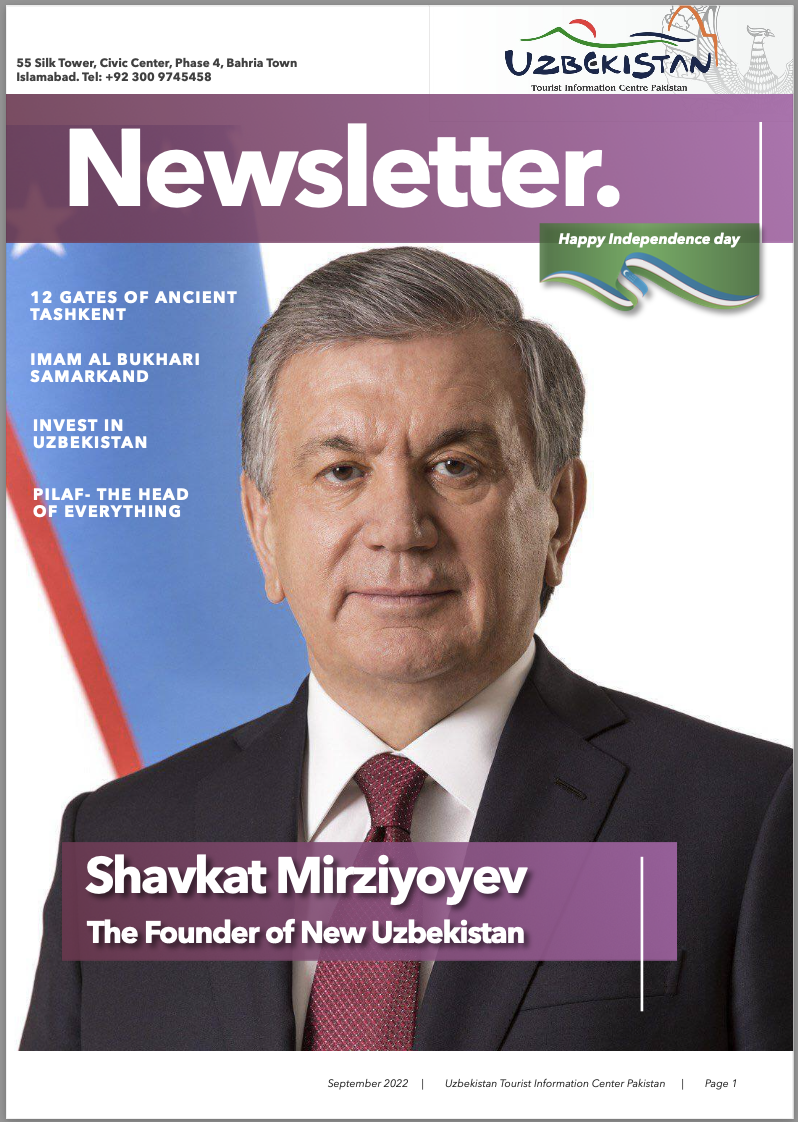 55 Silk Tower, Civic Center, Phase 4, Bahria Town
Islamabad. Tel: +92 300 9745458
UZBEKISTAN
Tourist Information Centre Pakistan
Newsletter.
Happy Independence day
12 GATES OF ANCIENT
TASHKENT
IMAM AL BUKHARI
SAMARKAND
INVEST IN
UZBEKISTAN
PILAF- THE HEAD
OF EVERYTHING
Shavkat Mirziyoyev
The Founder of New Uzbekistan
September 2022 | Uzbekistan Tourist Information Center Pakistan | Page 1